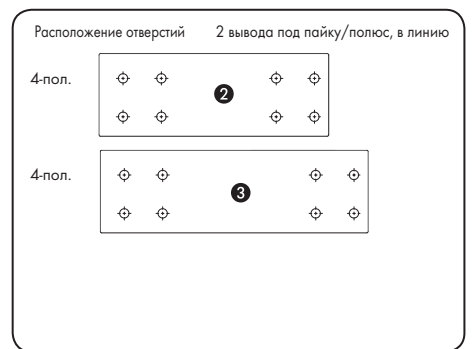 Расположение отверстий 2 вывода под пайку/полюс, в линию
4-пол.
2
4-пол.
3